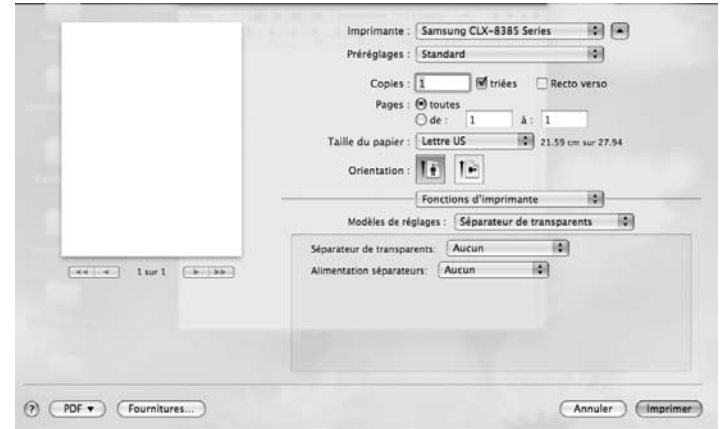 Imprimante : Samsung CLX-8385 Series
Préréglages : Standard
Copies : 1 triées Recto verso
Pages : toutes
de : 1 à : 1
Taille du papier : Lettre US 21.59 cm sur 27.94
Orientation :
Fonctions d'imprimante
Modèles de réglages : Séparateur de transparents
Séparateur de transparents: Aucun
Alimentation séparateurs: Aucun
1 sur 1
? PDF ▼ Fournitures... Annuler Imprimer